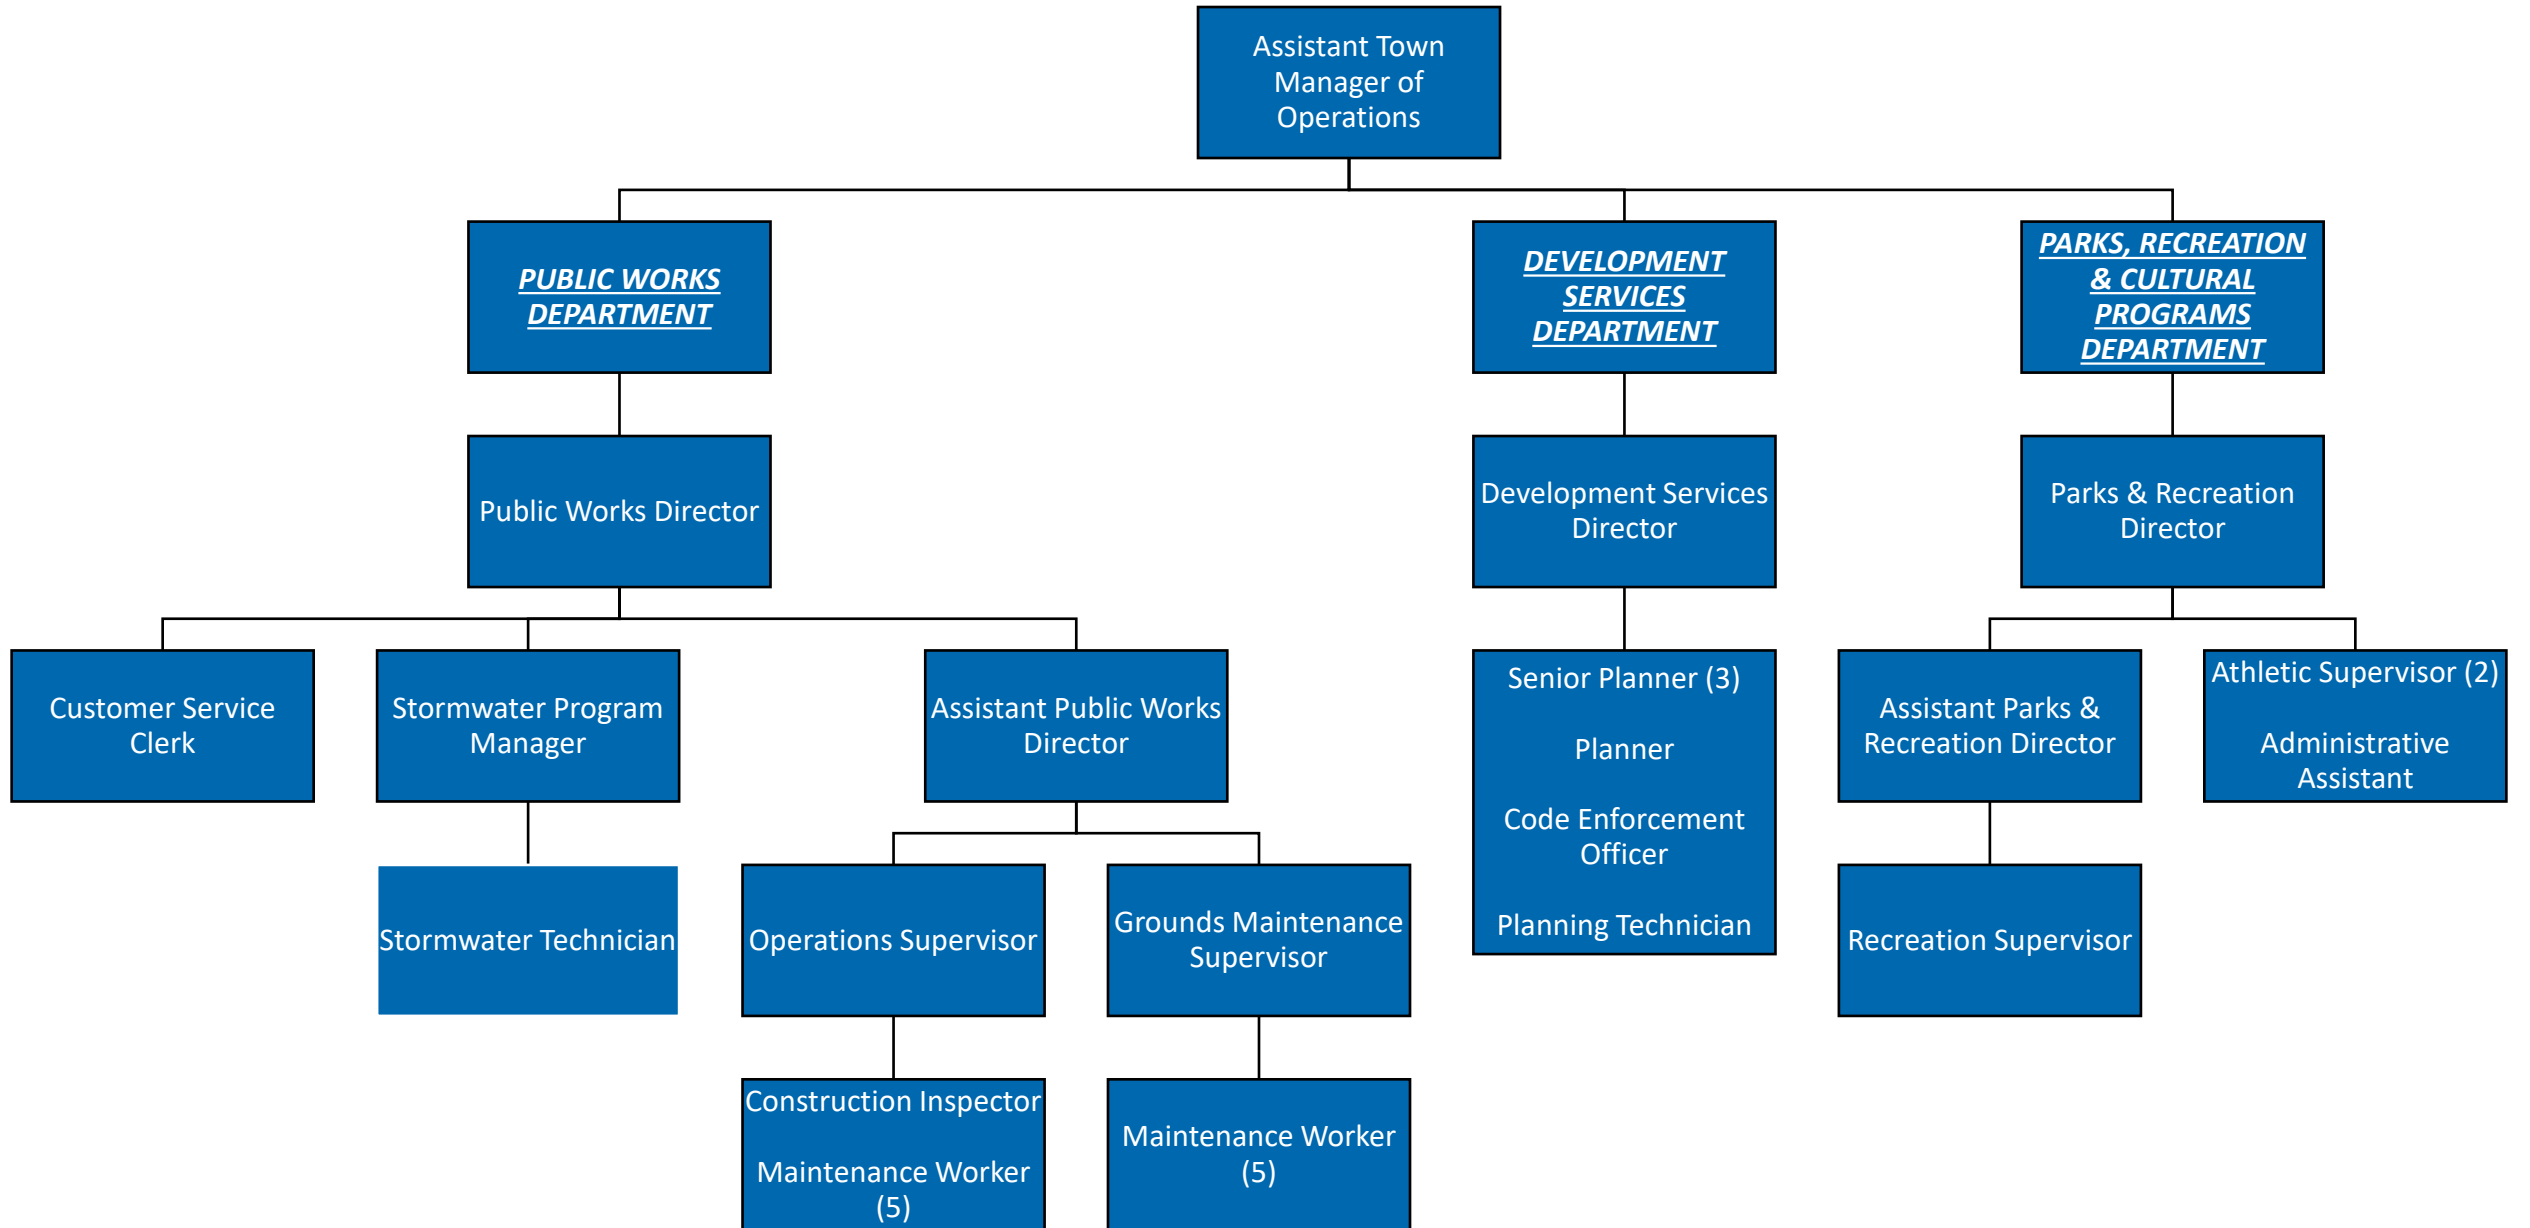 Assistant Town
Manager of
Operations
PUBLIC WORKS
DEPARTMENT
DEVELOPMENT
SERVICES
DEPARTMENT
PARKS, RECREATION
& CULTURAL
PROGRAMS
DEPARTMENT
Public Works Director
Development Services
Director
Parks & Recreation
Director
Customer Service
Clerk
Stormwater Program
Manager
Assistant Public Works
Director
Senior Planner (3)
Planner
Code Enforcement
Officer
Planning Technician
Assistant Parks &
Recreation Director
Athletic Supervisor (2)
Administrative
Assistant
Stormwater Technician
Operations Supervisor
Grounds Maintenance
Supervisor
Recreation Supervisor
Construction Inspector
Maintenance Worker
(5)
Maintenance Worker
(5)